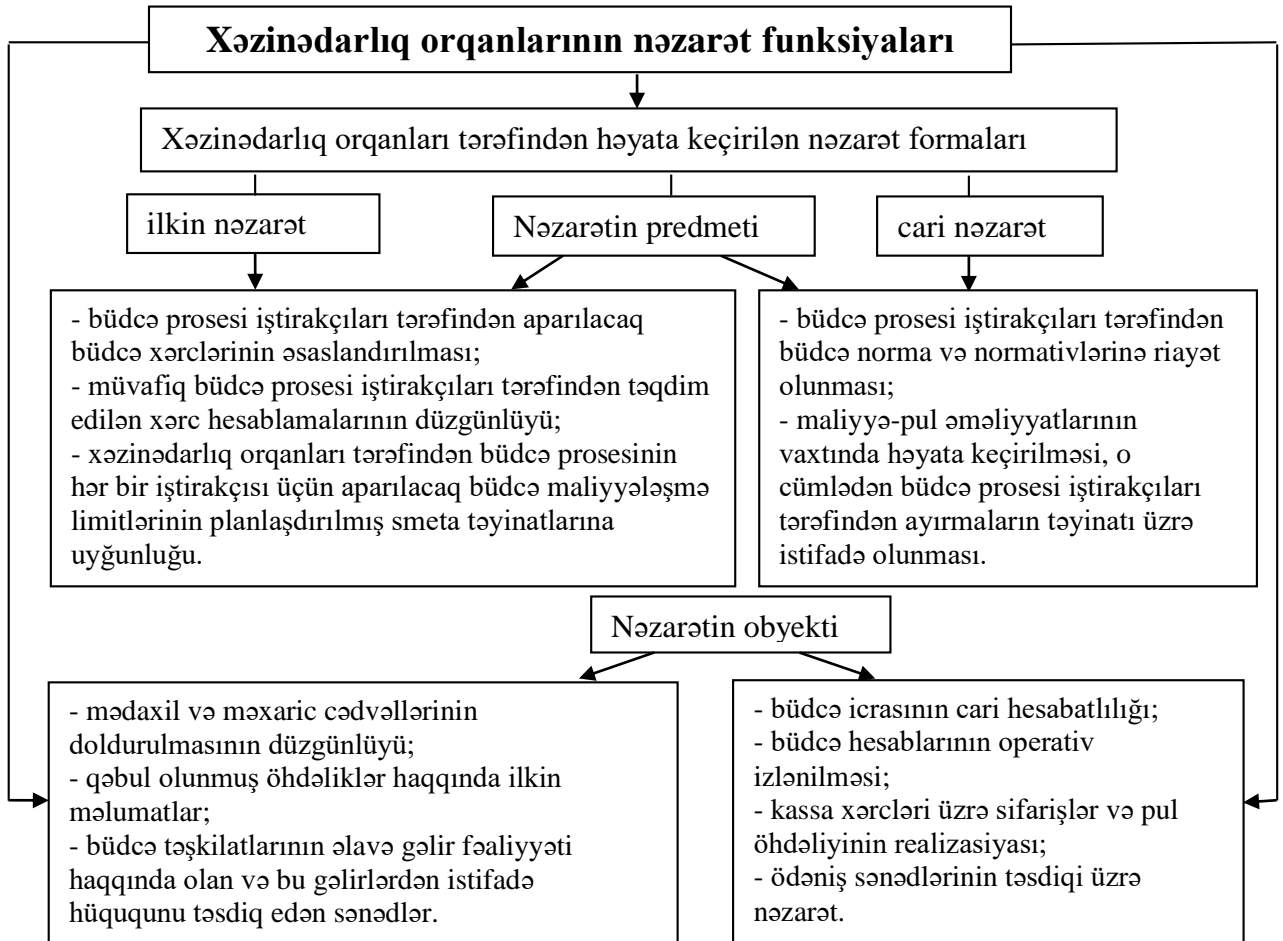 Xəzinədarlıq orqanlarının nəzarət funksiyaları
Xəzinədarlıq orqanları tərəfindən həyata keçirilən nəzarət formaları
ilkin nəzarət
Nəzarətin predmeti
cari nəzarət
- büdcə prosesi iştirakçıları tərəfindən aparılacaq
büdcə xərclərinin əsaslandırılması;
- müvafiq büdcə prosesi iştirakçıları tərəfindən təqdim
edilən xərc hesablamalarının düzgünlüyü;
- xəzinədarlıq orqanları tərəfindən büdcə prosesinin
hər bir iştirakçısı üçün aparılacaq büdcə maliyyələşmə
limitlərinin planlaşdırılmış smeta təyinatlarına
uyğunluğu.
- büdcə prosesi iştirakçıları tərəfindən
büdcə norma və normativlərinə riayət
olunması;
- maliyyə-pul əməliyyatlarının
vaxtında həyata keçirilməsi, o
cümlədən büdcə prosesi iştirakçıları
tərəfindən ayırmaların təyinatı üzrə
istifadə olunması.
Nəzarətin obyekti
- mədaxil və məxaric cədvəllərinin
doldurulmasının düzgünlüyü;
- qəbul olunmuş öhdəliklər haqqında ilkin
məlumatlar;
- büdcə təşkilatlarının əlavə gəlir fəaliyyəti
haqqında olan və bu gəlirlərdən istifadə
hüququnu təsdiq edən sənədlər.
- büdcə icrasının cari hesabatlılığı;
- büdcə hesablarının operativ
izlənilməsi;
- kassa xərcləri üzrə sifarişlər və pul
öhdəliyinin realizasiyası;
- ödəniş sənədlərinin təsdiqi üzrə
nəzarət.